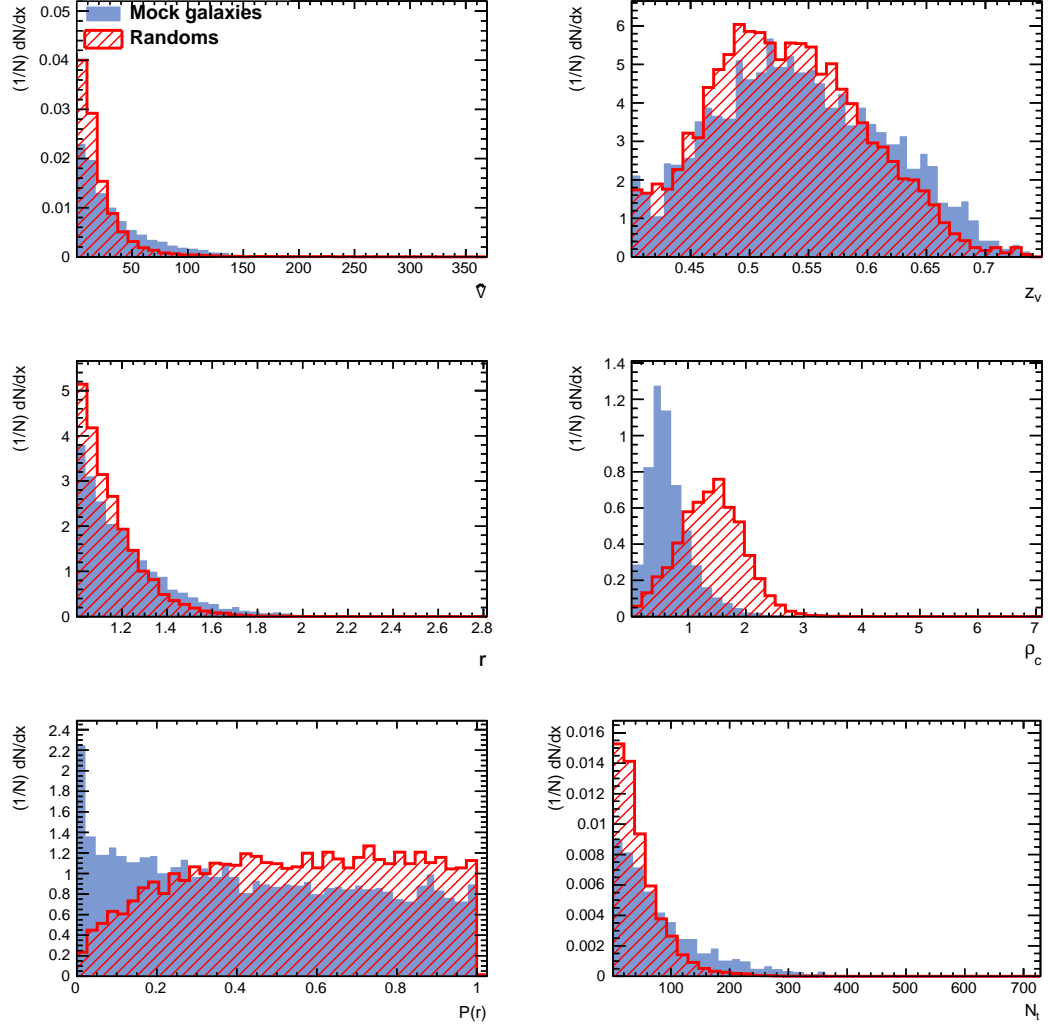 Mock galaxies
Randoms
(1/N) dN/dx
0.05
0.04
0.03
0.02
0.01
0
50 100 150 200 250 300 350
V̂
(1/N) dN/dx
6
5
4
3
2
1
0
0.45 0.5 0.55 0.6 0.65 0.7
z_v
(1/N) dN/dx
5
4
3
2
1
0
1.2 1.4 1.6 1.8 2 2.2 2.4 2.6 2.8
r
(1/N) dN/dx
1.4
1.2
1
0.8
0.6
0.4
0.2
0
1 2 3 4 5 6 7
ρ_c
(1/N) dN/dx
2.4
2.2
2
1.8
1.6
1.4
1.2
1
0.8
0.6
0.4
0.2
0
0 0.2 0.4 0.6 0.8 1
P(r)
(1/N) dN/dx
0.016
0.014
0.012
0.01
0.008
0.006
0.004
0.002
0
100 200 300 400 500 600 700
N_t